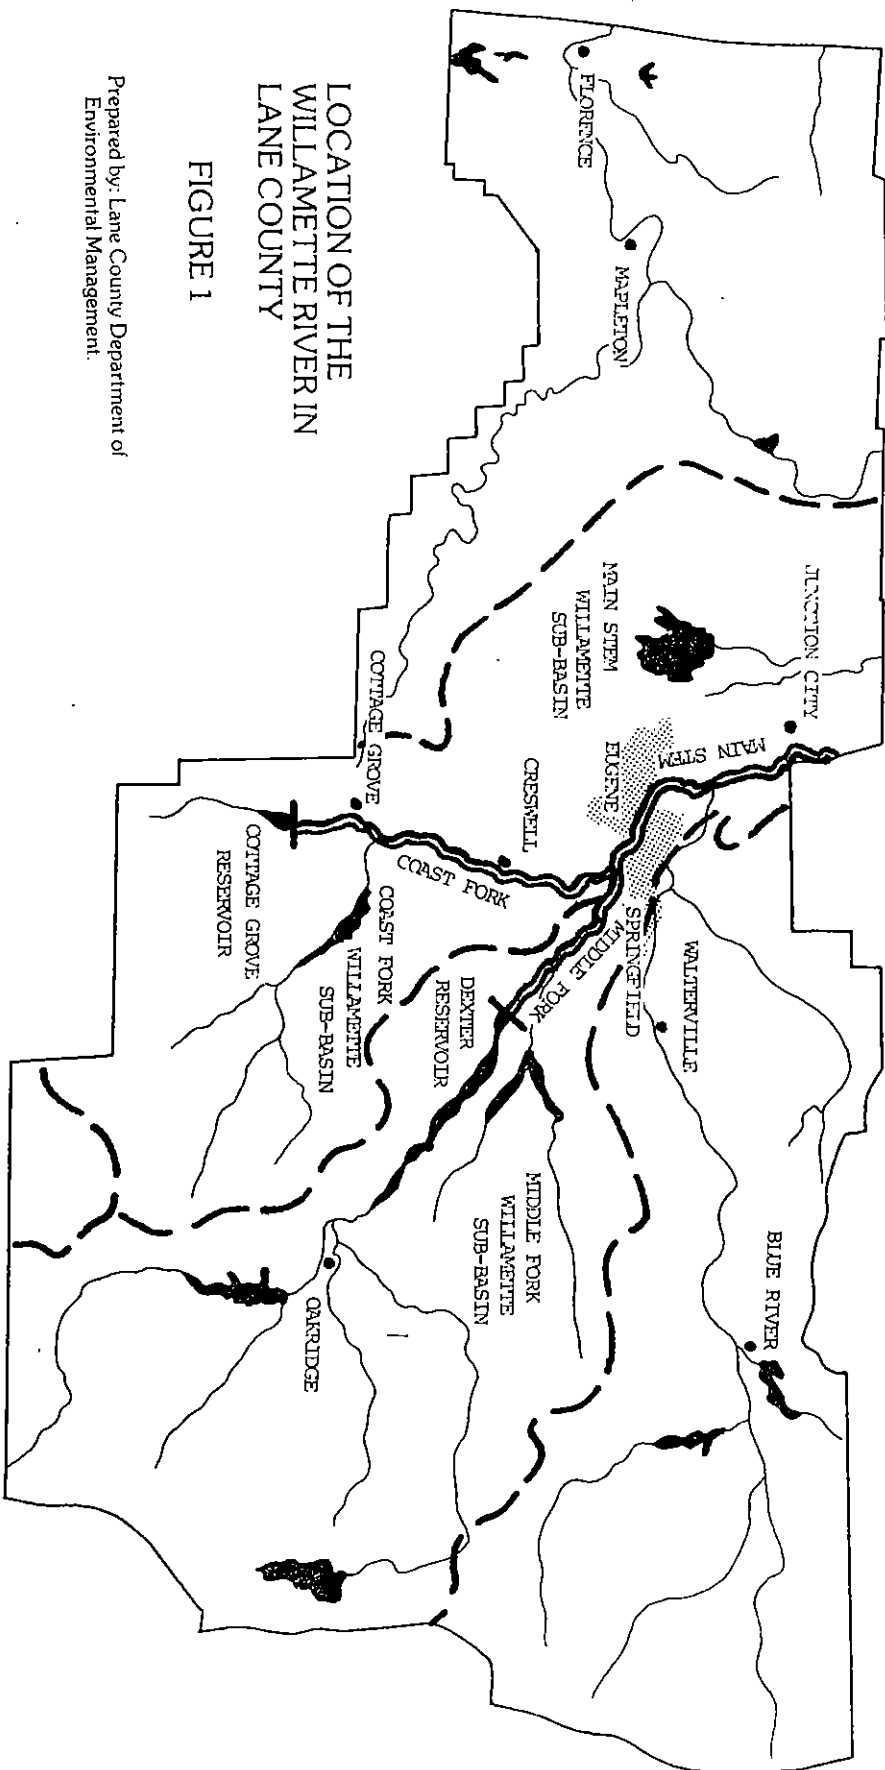 FLORENCE
MAPLETON
JUNCTION CITY
MAIN STEM
WILLAMETTE
SUB-BASIN
MAIN STEM
EUGENE
SPRINGFIELD
WALTERVILLE
BLUE RIVER
CRESWELL
COTTAGE GROVE
COAST FORK
MIDDLE FORK
COTTAGE GROVE
RESERVOIR
COAST FORK
WILLAMETTE
SUB-BASIN
DEXTER
RESERVOIR
MIDDLE FORK
WILLAMETTE
SUB-BASIN
OAKRIDGE
LOCATION OF THE
WILLAMETTE RIVER IN
LANE COUNTY
FIGURE 1
Prepared by: Lane County Department of
Environmental Management.